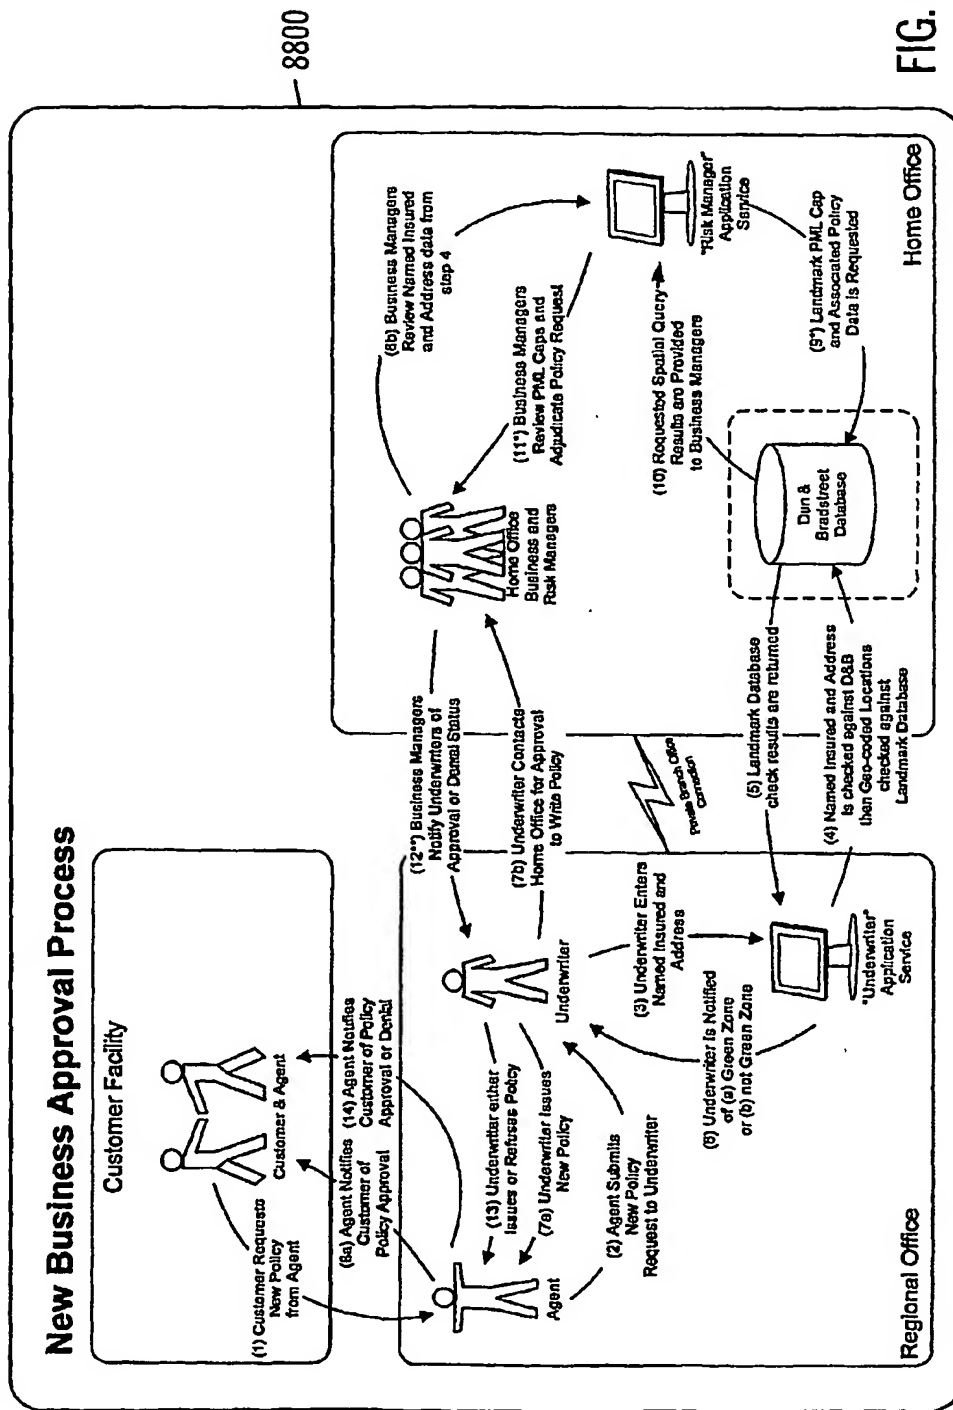 New Business Approval Process
8800
Customer Facility
(1) Customer Requests
New Policy
from Agent
Customer & Agent
(8a) Agent Notifies
Customer of
Policy Approval
(14) Agent Notifies
Customer of Policy
Approval or Denial
Agent
(13) Underwriter either
Issues or Refuses Policy
(7a) Underwriter Issues
New Policy
(2) Agent Submits
New Policy
Request to Underwriter
Underwriter
(3) Underwriter Enters
Named Insured and
Address
(6) Underwriter is Notified
of (a) Green Zone
or (b) not Green Zone
"Underwriter"
Application
Service
Regional Office
(12**) Business Managers
Notify Underwriters of
Approval or Denial Status
(7b) Underwriter Contacts
Home Office for Approval
to Write Policy
Private Branch Office
Connection
(5) Landmark Database
check results are returned
(4) Named Insured and Address
is checked against D&B
then Geo-coded Locations
checked against
Landmark Database
Home Office
Business and
Risk Managers
(8b) Business Managers
Review Named Insured
and Address data from
step 4
(11*) Business Managers
Review PML Caps and
Adjudicate Policy Request
(10) Requested Spatial Query
Results are Provided
to Business Managers
"Risk Manager"
Application
Service
(9*) Landmark PML Cap
and Associated Policy
Data is Requested
Dun &
Bradstreet
Database
Home Office
FIG.